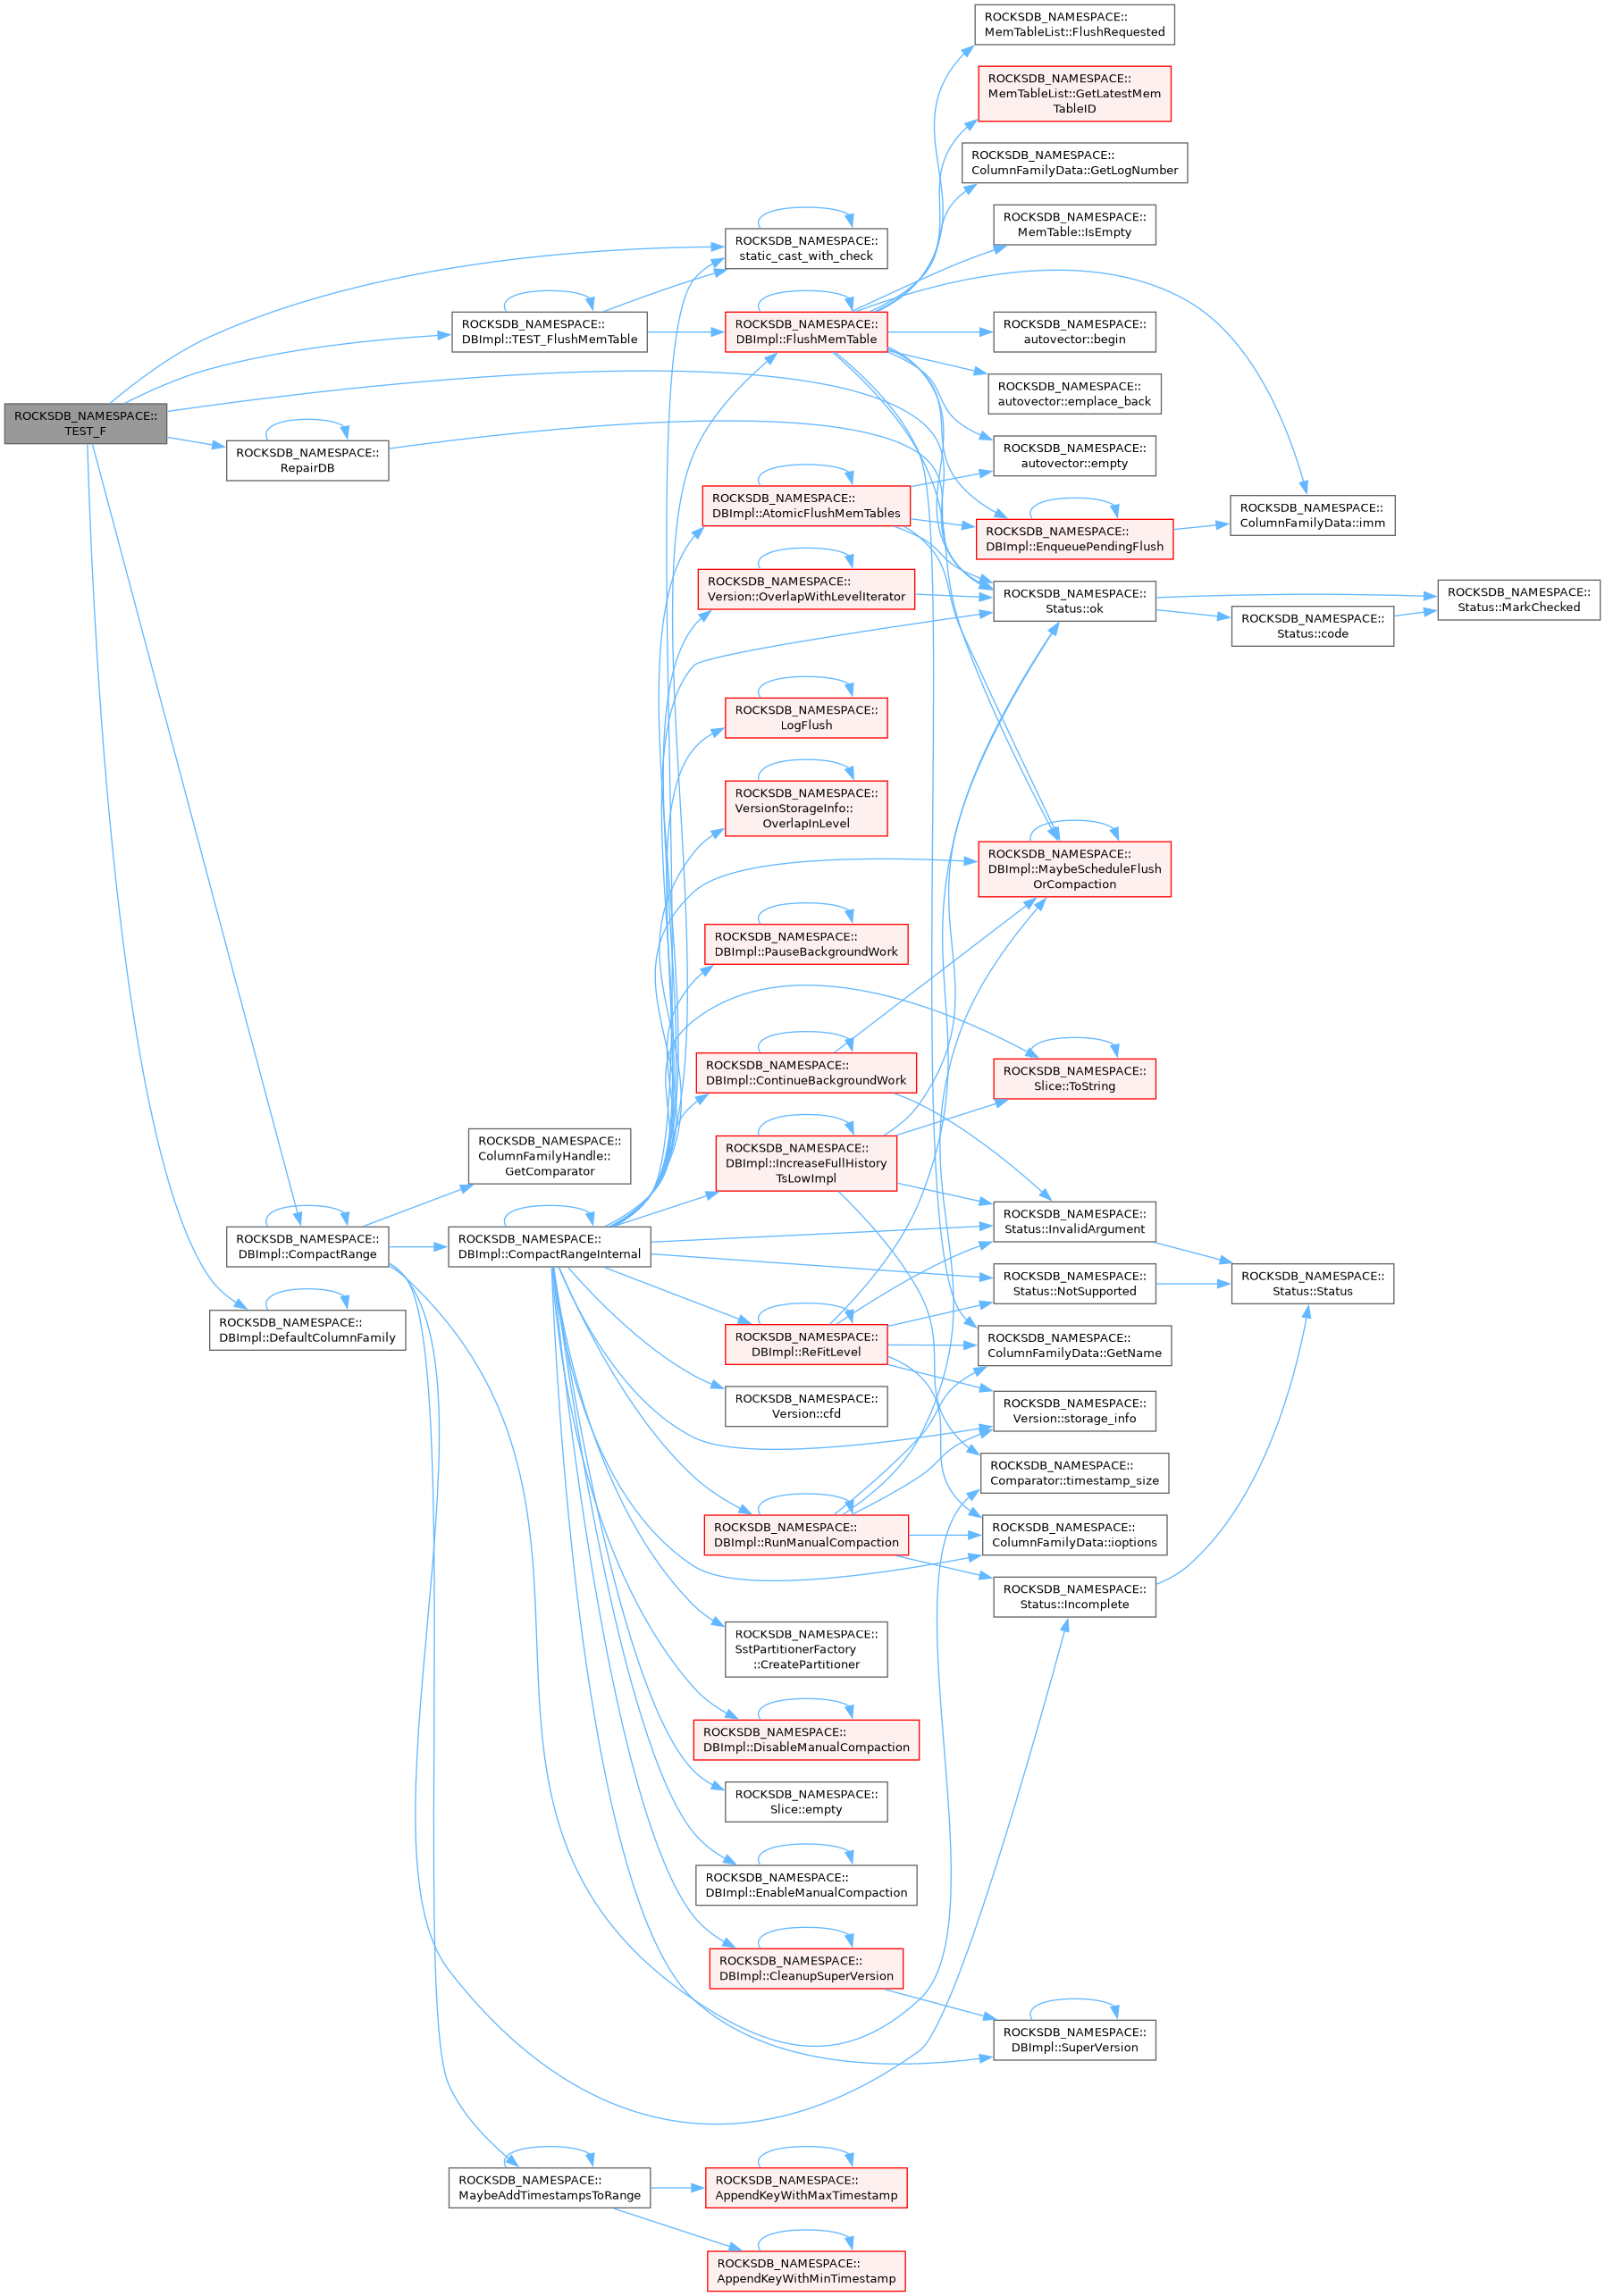 ROCKSDB_NAMESPACE::
TEST_F
ROCKSDB_NAMESPACE::
RepairDB
ROCKSDB_NAMESPACE::
DBImpl::CompactRange
ROCKSDB_NAMESPACE::
DBImpl::DefaultColumnFamily
ROCKSDB_NAMESPACE::
DBImpl::TEST_FlushMemTable
ROCKSDB_NAMESPACE::
ColumnFamilyHandle::
GetComparator
ROCKSDB_NAMESPACE::
DBImpl::CompactRangeInternal
ROCKSDB_NAMESPACE::
MaybeAddTimestampsToRange
ROCKSDB_NAMESPACE::
static_cast_with_check
ROCKSDB_NAMESPACE::
DBImpl::FlushMemTable
ROCKSDB_NAMESPACE::
DBImpl::AtomicFlushMemTables
ROCKSDB_NAMESPACE::
Version::OverlapWithLevelIterator
ROCKSDB_NAMESPACE::
LogFlush
ROCKSDB_NAMESPACE::
VersionStorageInfo::
OverlapInLevel
ROCKSDB_NAMESPACE::
DBImpl::PauseBackgroundWork
ROCKSDB_NAMESPACE::
DBImpl::ContinueBackgroundWork
ROCKSDB_NAMESPACE::
DBImpl::IncreaseFullHistory
TsLowImpl
ROCKSDB_NAMESPACE::
DBImpl::ReFitLevel
ROCKSDB_NAMESPACE::
Version::cfd
ROCKSDB_NAMESPACE::
DBImpl::RunManualCompaction
ROCKSDB_NAMESPACE::
SstPartitionerFactory
::CreatePartitioner
ROCKSDB_NAMESPACE::
DBImpl::DisableManualCompaction
ROCKSDB_NAMESPACE::
Slice::empty
ROCKSDB_NAMESPACE::
DBImpl::EnableManualCompaction
ROCKSDB_NAMESPACE::
DBImpl::CleanupSuperVersion
ROCKSDB_NAMESPACE::
AppendKeyWithMaxTimestamp
ROCKSDB_NAMESPACE::
AppendKeyWithMinTimestamp
ROCKSDB_NAMESPACE::
MemTableList::FlushRequested
ROCKSDB_NAMESPACE::
MemTableList::GetLatestMem
TableID
ROCKSDB_NAMESPACE::
ColumnFamilyData::GetLogNumber
ROCKSDB_NAMESPACE::
MemTable::IsEmpty
ROCKSDB_NAMESPACE::
autovector::begin
ROCKSDB_NAMESPACE::
autovector::emplace_back
ROCKSDB_NAMESPACE::
autovector::empty
ROCKSDB_NAMESPACE::
DBImpl::EnqueuePendingFlush
ROCKSDB_NAMESPACE::
Status::ok
ROCKSDB_NAMESPACE::
DBImpl::MaybeScheduleFlush
OrCompaction
ROCKSDB_NAMESPACE::
Slice::ToString
ROCKSDB_NAMESPACE::
Status::InvalidArgument
ROCKSDB_NAMESPACE::
Status::NotSupported
ROCKSDB_NAMESPACE::
ColumnFamilyData::GetName
ROCKSDB_NAMESPACE::
Version::storage_info
ROCKSDB_NAMESPACE::
Comparator::timestamp_size
ROCKSDB_NAMESPACE::
ColumnFamilyData::ioptions
ROCKSDB_NAMESPACE::
Status::Incomplete
ROCKSDB_NAMESPACE::
DBImpl::SuperVersion
ROCKSDB_NAMESPACE::
ColumnFamilyData::imm
ROCKSDB_NAMESPACE::
Status::code
ROCKSDB_NAMESPACE::
Status::Status
ROCKSDB_NAMESPACE::
Status::MarkChecked